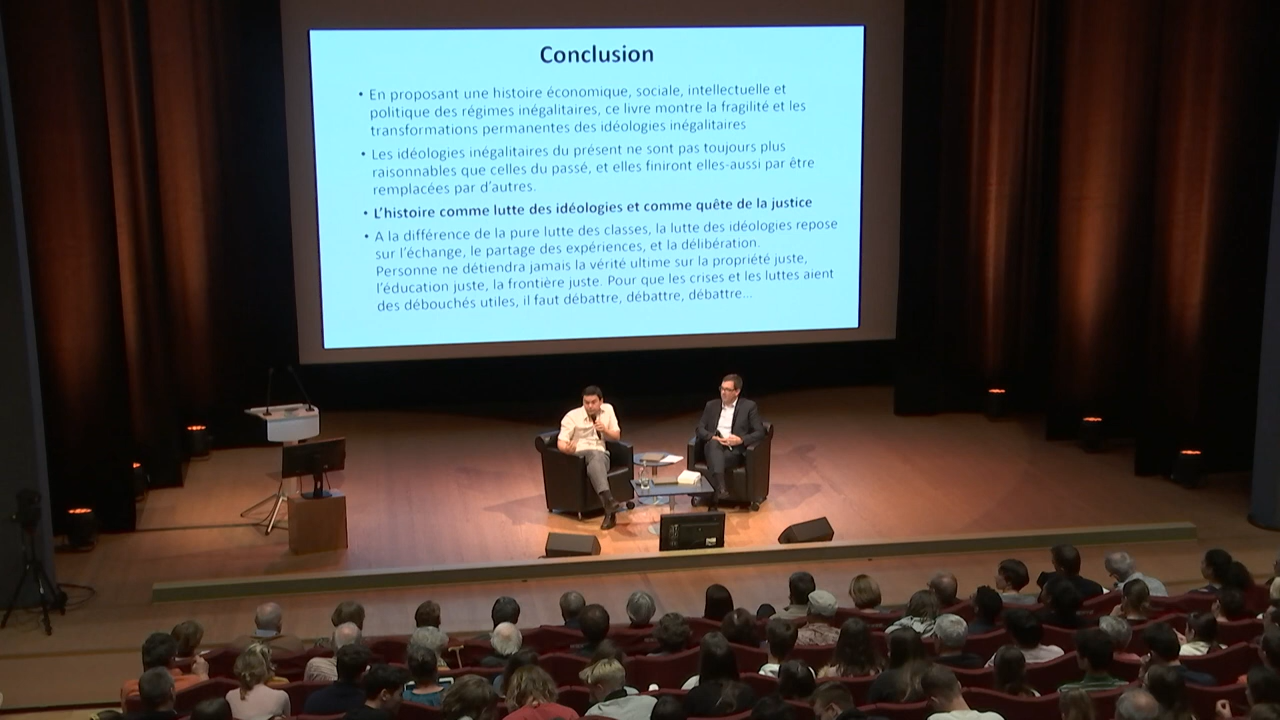 Conclusion
• En proposant une histoire économique, sociale, intellectuelle et
politique des régimes inégalitaires, ce livre montre la fragilité et les
transformations permanentes des idéologies inégalitaires
• Les idéologies inégalitaires du présent ne sont pas toujours plus
raisonnables que celles du passé, et elles finiront elles-aussi par être
remplacées par d'autres.
• L'histoire comme lutte des idéologies et comme quête de la justice
• A la différence de la pure lutte des classes, la lutte des idéologies repose
sur l'échange, le partage des expériences, et la délibération.
Personne ne détiendra jamais la vérité ultime sur la propriété juste,
l'éducation juste, la frontière juste. Pour que les crises et les luttes aient
des débouchés utiles, il faut débattre, débattre, débattre...